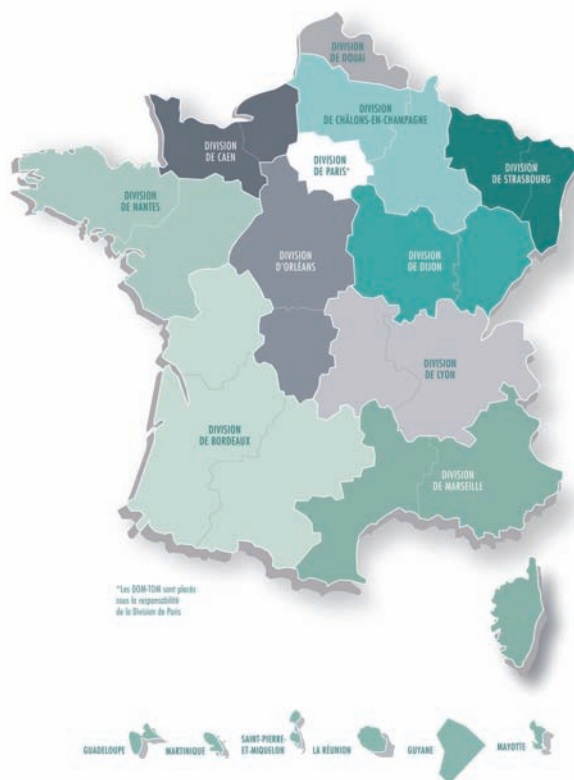 DIVISION
DE DOUAI
DIVISION
DE CHÂLONS-EN-CHAMPAGNE
DIVISION
DE CAEN
DIVISION
DE PARIS*
DIVISION
DE STRASBOURG
DIVISION
DE NANTES
DIVISION
D'ORLÉANS
DIVISION
DE DIJON
DIVISION
DE LYON
DIVISION
DE BORDEAUX
DIVISION
DE MARSEILLE
*Les DOM-TOM sont placés
sous la responsabilité
de la Division de Paris
GUADELOUPE
MARTINIQUE
SAINT-PIERRE-
ET-MIQUELON
LA RÉUNION
GUYANE
MAYOTTE